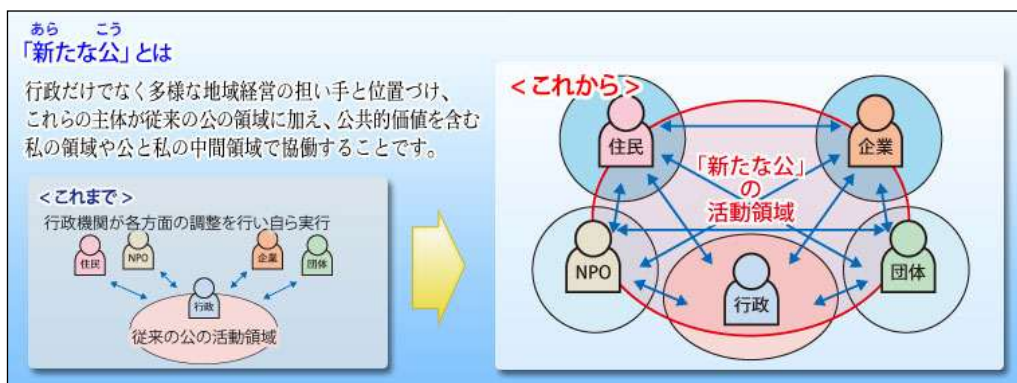 あら こう
「新たな公」とは
行政だけでなく多様な地域経営の担い手と位置づけ、
これらの主体が従来の公の領域に加え、公共的価値を含む
私の領域や公と私の中間領域で協働することです。
<これまで>
行政機関が各方面の調整を行い自ら実行
住民
NPO
企業
団体
行政
従来の公の活動領域
<これから>
住民
企業
「新たな公」
の
活動領域
NPO
行政
団体